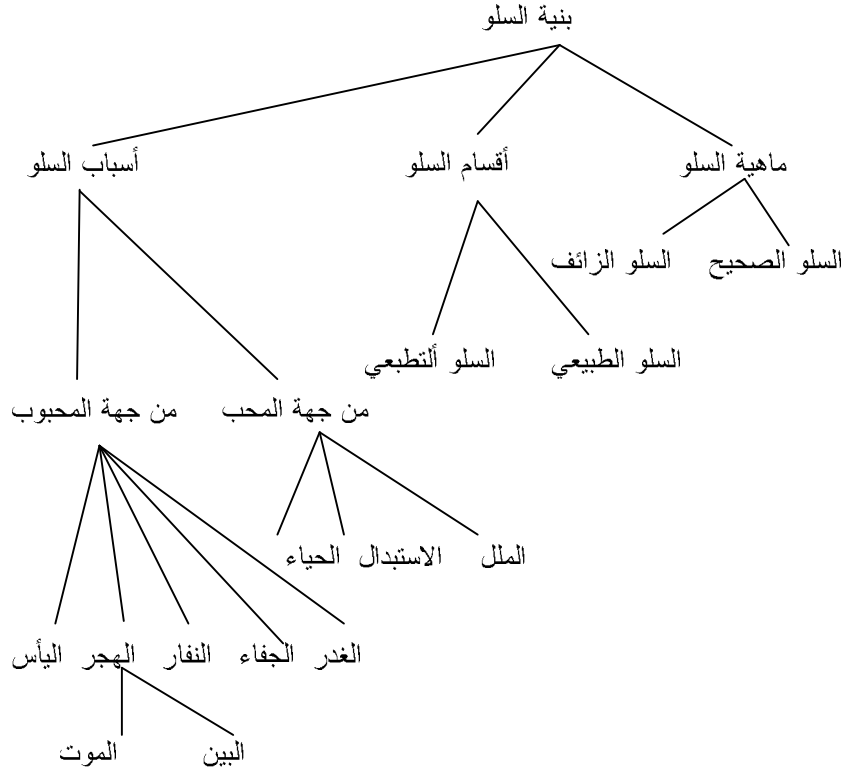 بنية السلو
ماهية السلو أقسام السلو أسباب السلو
السلو الصحيح السلو الزائف
السلو الطبيعي السلو ألتطبعي
من جهة المحب من جهة المحبوب
الملل الاستبدال الحياء
الغدر الجفاء النفار الهجر اليأس
البين الموت